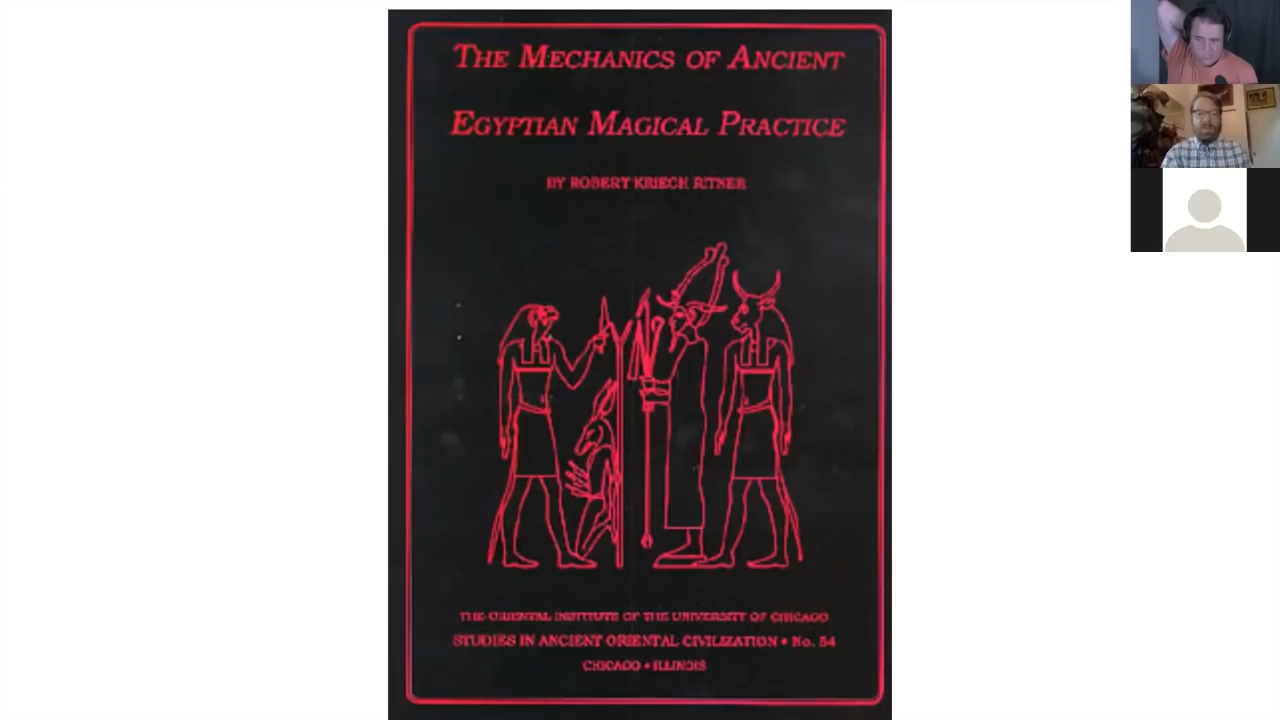 THE MECHANICS OF ANCIENT
EGYPTIAN MAGICAL PRACTICE
BY ROBERT KRIECH RITNER
THE ORIENTAL INSTITUTE OF THE UNIVERSITY OF CHICAGO
STUDIES IN ANCIENT ORIENTAL CIVILIZATION • No. 54
CHICAGO • ILLINOIS